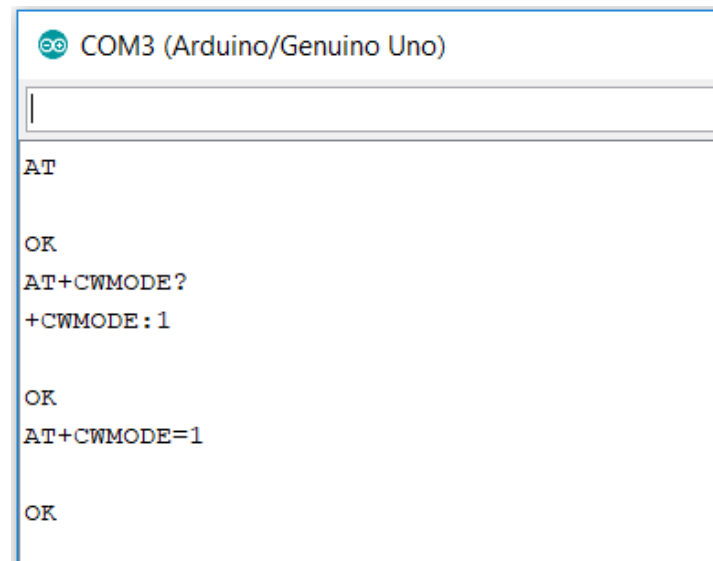 COM3 (Arduino/Genuino Uno)
AT
OK
AT+CWMODE?
+CWMODE:1
OK
AT+CWMODE=1
OK